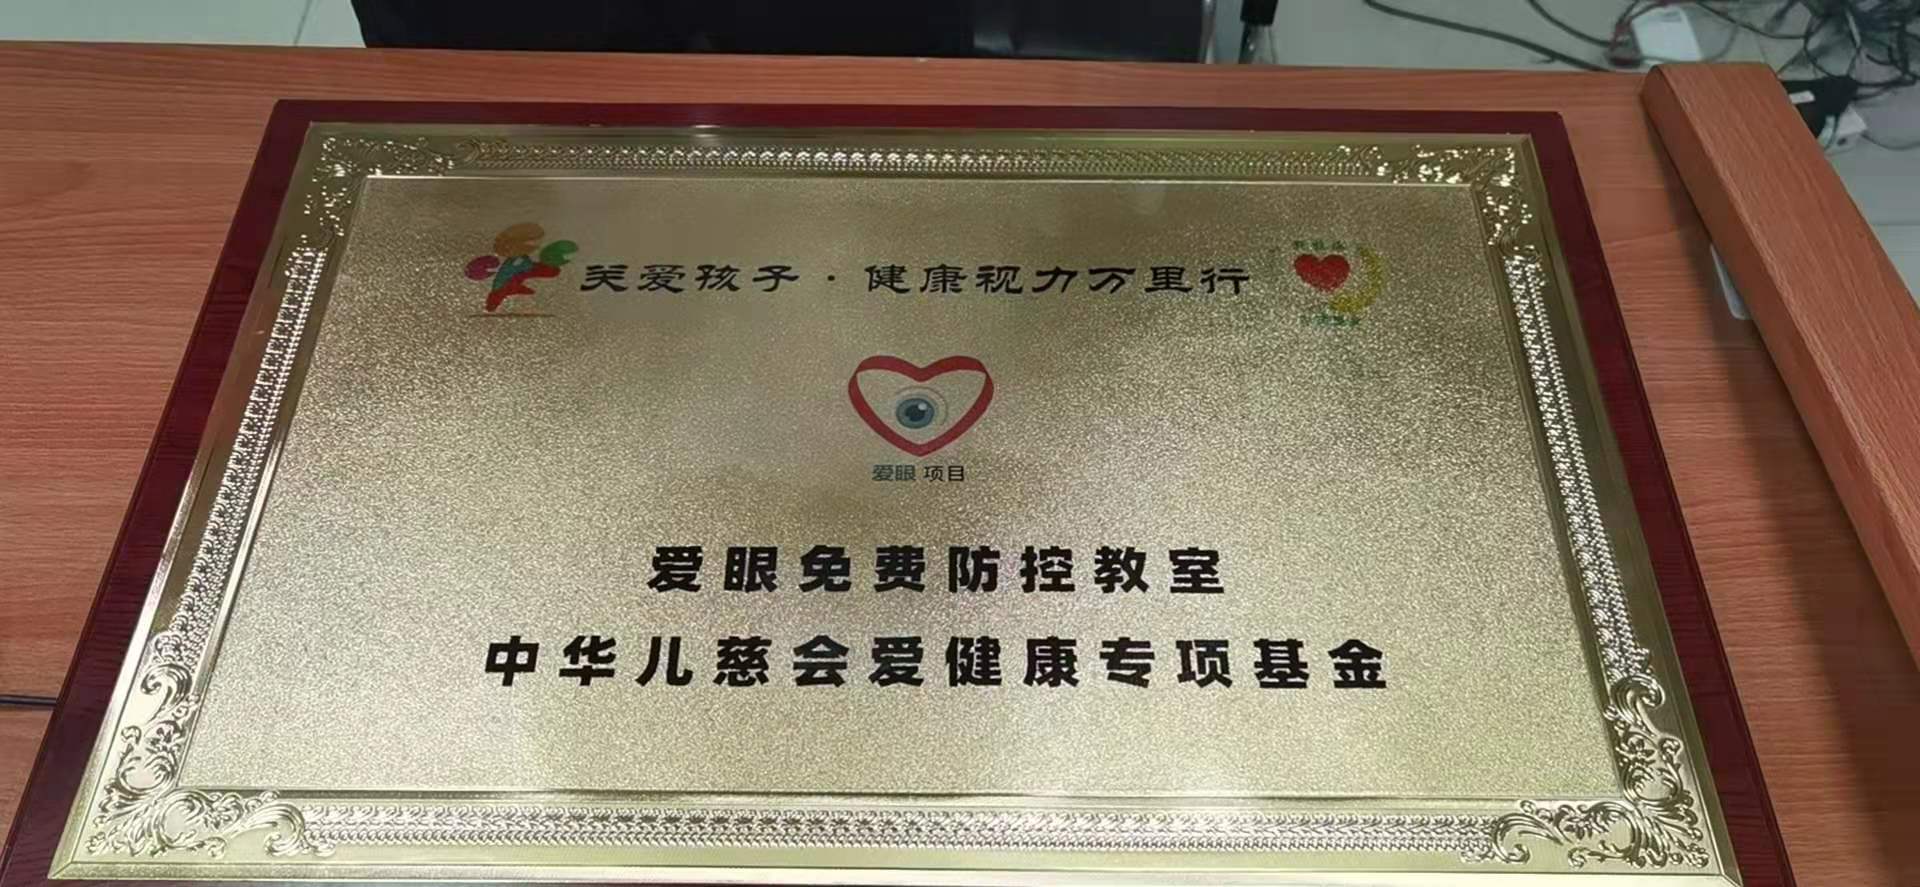 关爱孩子·健康视力万里行
爱眼 项目
爱眼免费防控教室
中华儿慈会爱健康专项基金